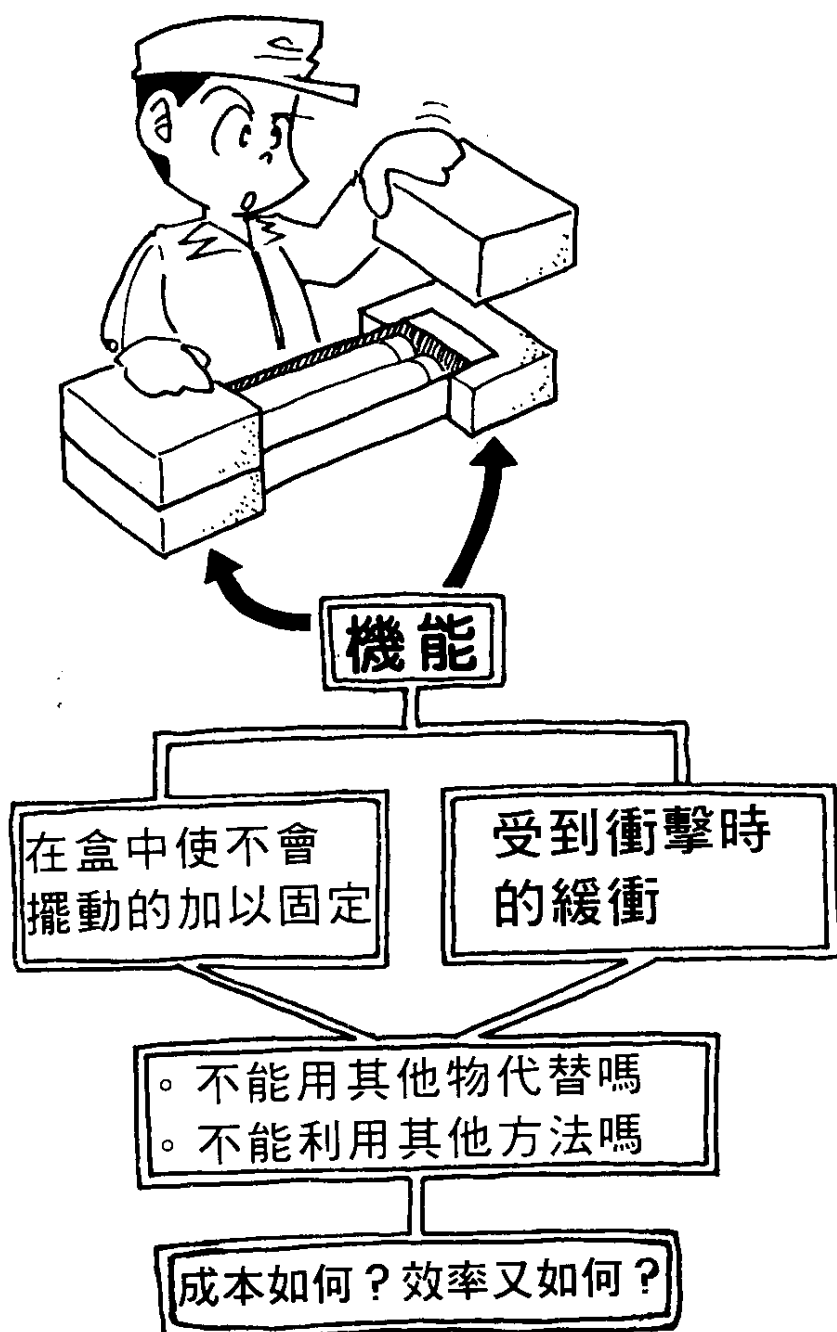 機能
在盒中使不會
擺動的加以固定
受到衝擊時
的緩衝
。不能用其他物代替嗎
。不能利用其他方法嗎
成本如何？效率又如何？